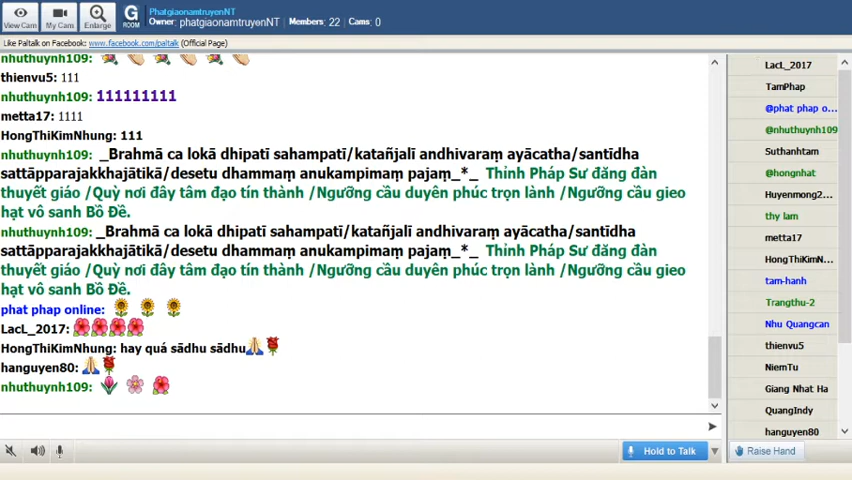 PhatgiaonamtruyenNT
Owner: phatgiaonamtruyenNT Members: 22 Cams: 0
View Cam
My Cam
Enlarge
G ROOM
Like Paltalk on Facebook: www.facebook.com/paltalk (Official Page)
nhuthuynh109:
thienvu5: 111
nhuthuynh109: 111111111
metta17: 1111
HongThiKimNhung: 111
nhuthuynh109: _Brahmā ca lokā dhipatī sahampatī/katañjalī andhivaraṃ ayācatha/santīdha
sattāpparajakkhajātikā/desetu dhammaṃ anukampimaṃ pajaṃ_*_ Thỉnh Pháp Sư đăng đàn
thuyết giáo /Quỳ nơi đây tâm đạo tín thành /Ngưỡng cầu duyên phúc trọn lành /Ngưỡng cầu gieo
hạt vô sanh Bồ Đề.
nhuthuynh109: _Brahmā ca lokā dhipatī sahampatī/katañjalī andhivaraṃ ayācatha/santīdha
sattāpparajakkhajātikā/desetu dhammaṃ anukampimaṃ pajaṃ_*_ Thỉnh Pháp Sư đăng đàn
thuyết giáo /Quỳ nơi đây tâm đạo tín thành /Ngưỡng cầu duyên phúc trọn lành /Ngưỡng cầu gieo
hạt vô sanh Bồ Đề.
phat phap online:
LacL_2017:
HongThiKimNhung: hay quá sādhu sādhu
hanguyen80:
nhuthuynh109:
Hold to Talk
LacL_2017
TamPhap
@phat phap o...
@nhuthuynh109
Suthanhtam
@hongnhat
Huyenmong2...
thy lam
metta17
HongThiKimN...
tam-hanh
Trangthu-2
Nhu Quangcan
thienvu5
NiemTu
Giang Nhat Ha
QuangIndy
hanguyen80
Raise Hand